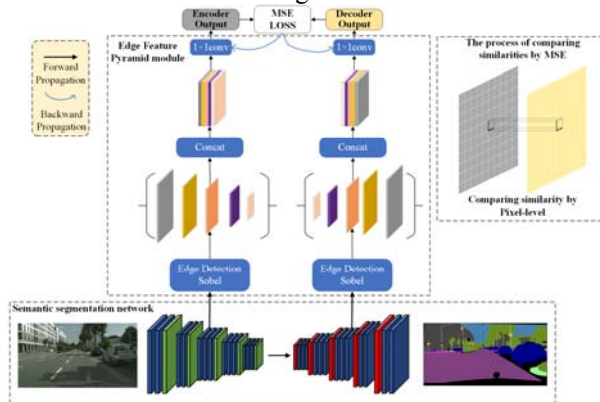 Encoder
Output
MSE
LOSS
Decoder
Output
Forward
Propagation
Backward
Propagation
Edge Feature
Pyramid module
1×1conv
1×1conv
Concat
Concat
Edge Detection
Sobel
Edge Detection
Sobel
The process of comparing
similarities by MSE
Comparing similarity by
Pixel-level
Semantic segmentation network